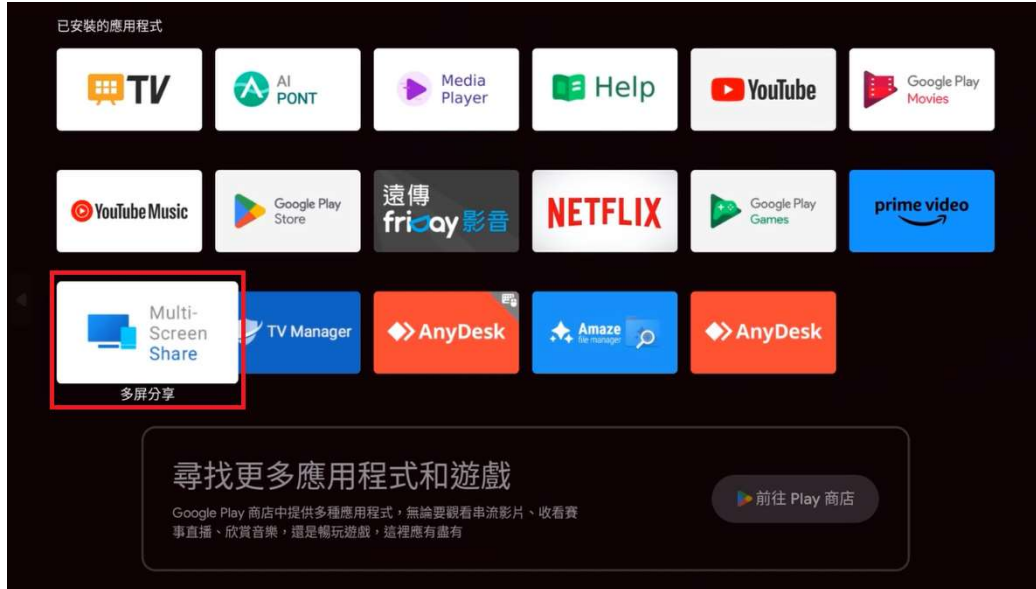 已安裝的應用程式
TV
AI
PONT
Media
Player
Help
YouTube
Google Play
Movies
YouTube Music
Google Play
Store
遠傳
friday影音
NETFLIX
Google Play
Games
prime video
Multi-
Screen
Share
TV Manager
AnyDesk
Amaze
file manager
AnyDesk
多屏分享
尋找更多應用程式和遊戲
Google Play 商店中提供多種應用程式，無論要觀看串流影片、收看賽
事直播、欣賞音樂，還是暢玩遊戲，這裡應有盡有
前往 Play 商店